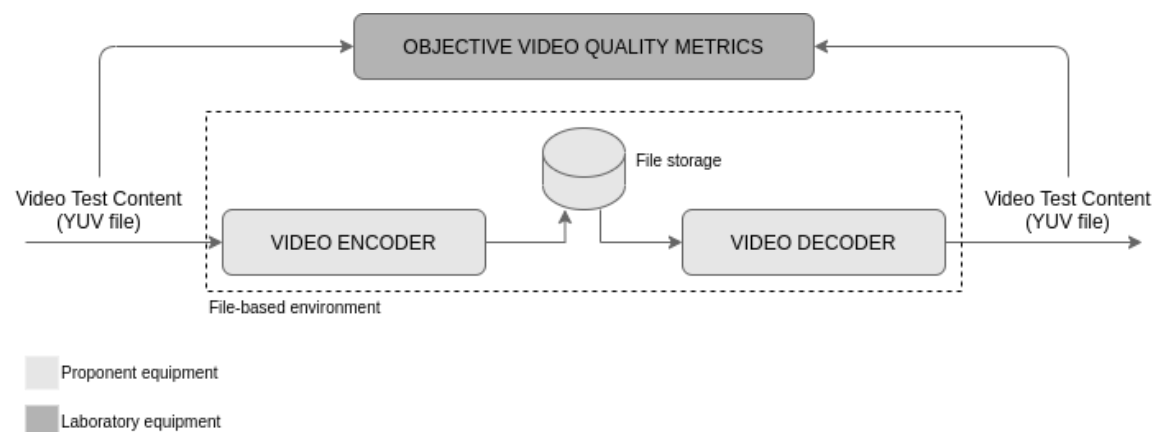 OBJECTIVE VIDEO QUALITY METRICS
File storage
Video Test Content
(YUV file)
Video Test Content
(YUV file)
VIDEO ENCODER
VIDEO DECODER
File-based environment
Proponent equipment
Laboratory equipment